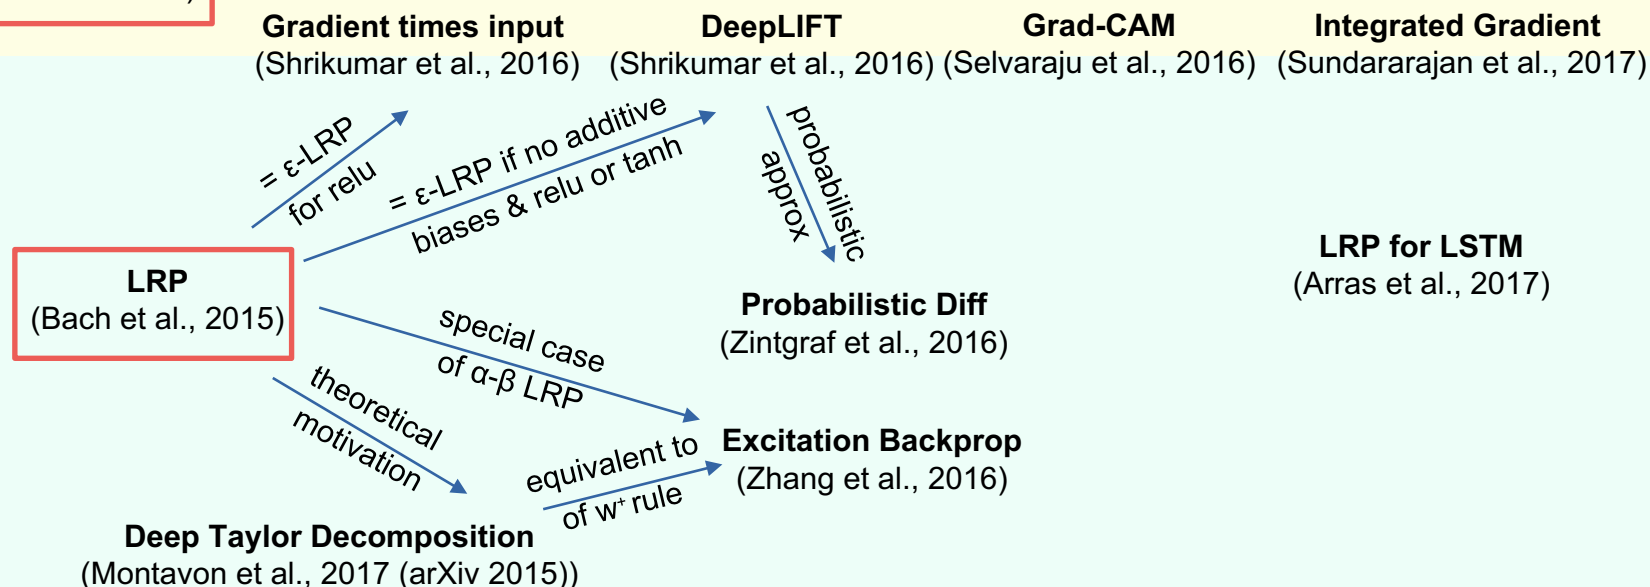 Gradient times input
(Shrikumar et al., 2016)
DeepLIFT
(Shrikumar et al., 2016)
Grad-CAM
(Selvaraju et al., 2016)
Integrated Gradient
(Sundararajan et al., 2017)
= ε-LRP
for relu
= ε-LRP if no additive
biases & relu or tanh
probabilistic
approx
LRP
(Bach et al., 2015)
LRP for LSTM
(Arras et al., 2017)
Probabilistic Diff
(Zintgraf et al., 2016)
special case
of α-β LRP
theoretical
motivation
Excitation Backprop
(Zhang et al., 2016)
equivalent to
of w⁺ rule
Deep Taylor Decomposition
(Montavon et al., 2017 (arXiv 2015))